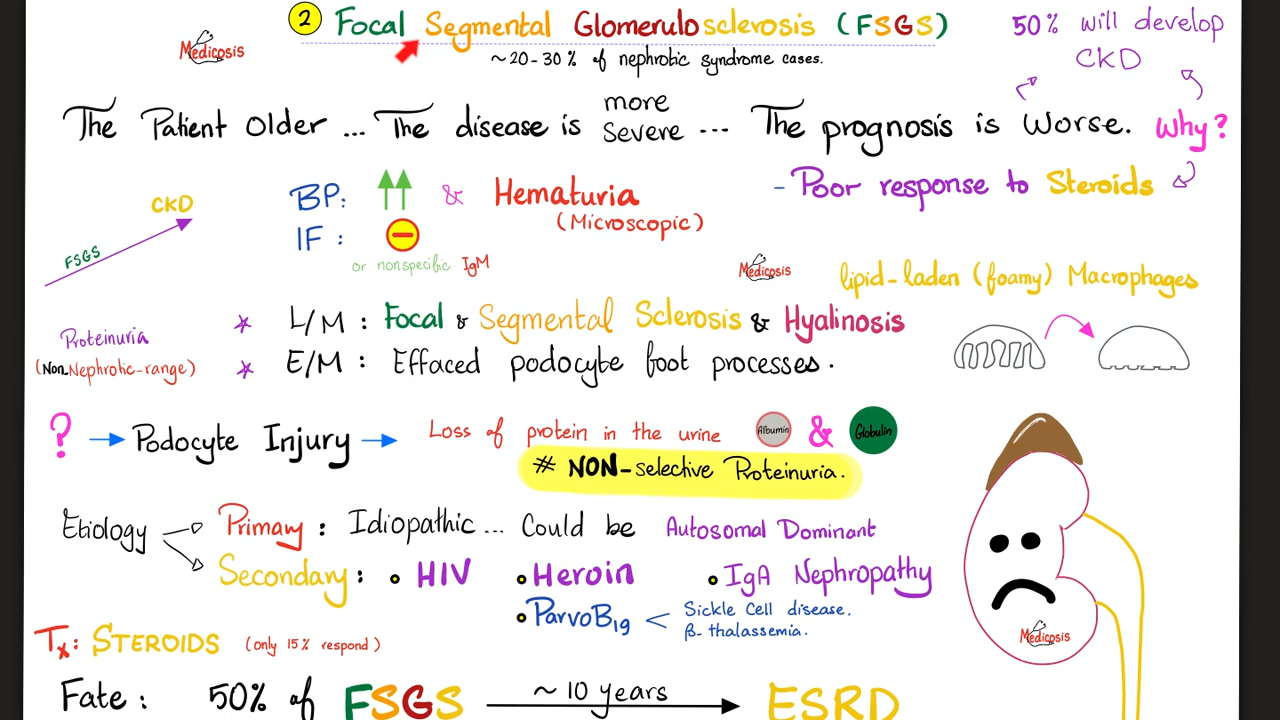 2 Focal Segmental Glomerulosclerosis (FSGS)
50% will develop
CKD
Medicosis
~20-30% of nephrotic syndrome cases.
The Patient Older ... The disease is more severe ... The prognosis is Worse. Why?
- Poor response to Steroids
CKD
FSGS
BP: & Hematuria
(Microscopic)
IF :
or nonspecific IgM
Medicosis
lipid-laden (foamy) Macrophages
Proteinuria
(Non-Nephrotic-range)
* L/M : Focal & Segmental Sclerosis & Hyalinosis
* E/M : Effaced podocyte foot processes.
? → Podocyte Injury → Loss of protein in the urine Albumin & Globulin
# NON-selective Proteinuria.
Etiology
Primary : Idiopathic ... Could be Autosomal Dominant
Secondary : • HIV • Heroin • IgA Nephropathy
• ParvoB19 < Sickle Cell disease.
β-thalassemia.
Medicosis
Tx: STEROIDS (only 15% respond)
Fate : 50% of FSGS ~10 years ESRD